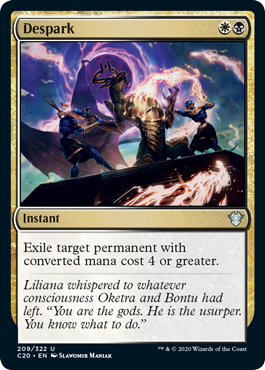 Despark
Instant
Exile target permanent with
converted mana cost 4 or greater.
Liliana whispered to whatever
consciousness Oketra and Bontu had
left. “You are the gods. He is the usurper.
You know what to do.”
209/322 U
C20 • EN Slawomir Maniak
™ & © 2020 Wizards of the Coast